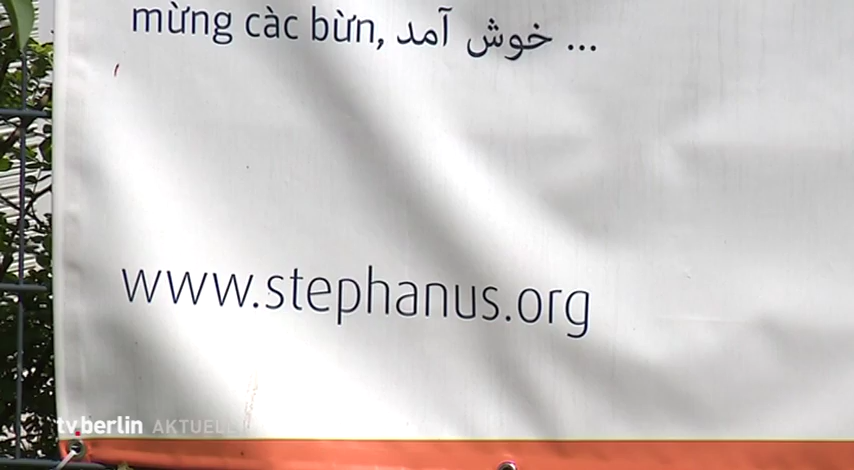 mừng càc bừn, خوش آمد ...
www.stephanus.org
tv.berlin AKTUELL